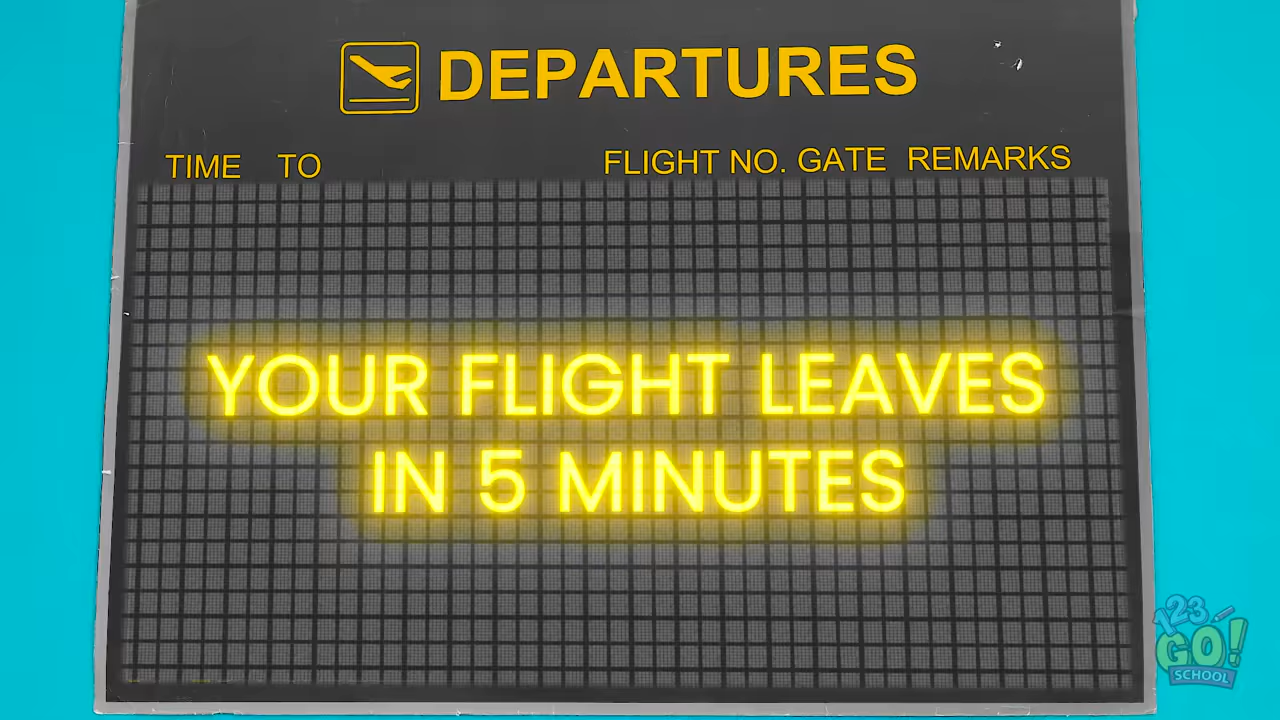 DEPARTURES
TIME TO FLIGHT NO. GATE REMARKS
YOUR FLIGHT LEAVES
IN 5 MINUTES
123
GO!
SCHOOL